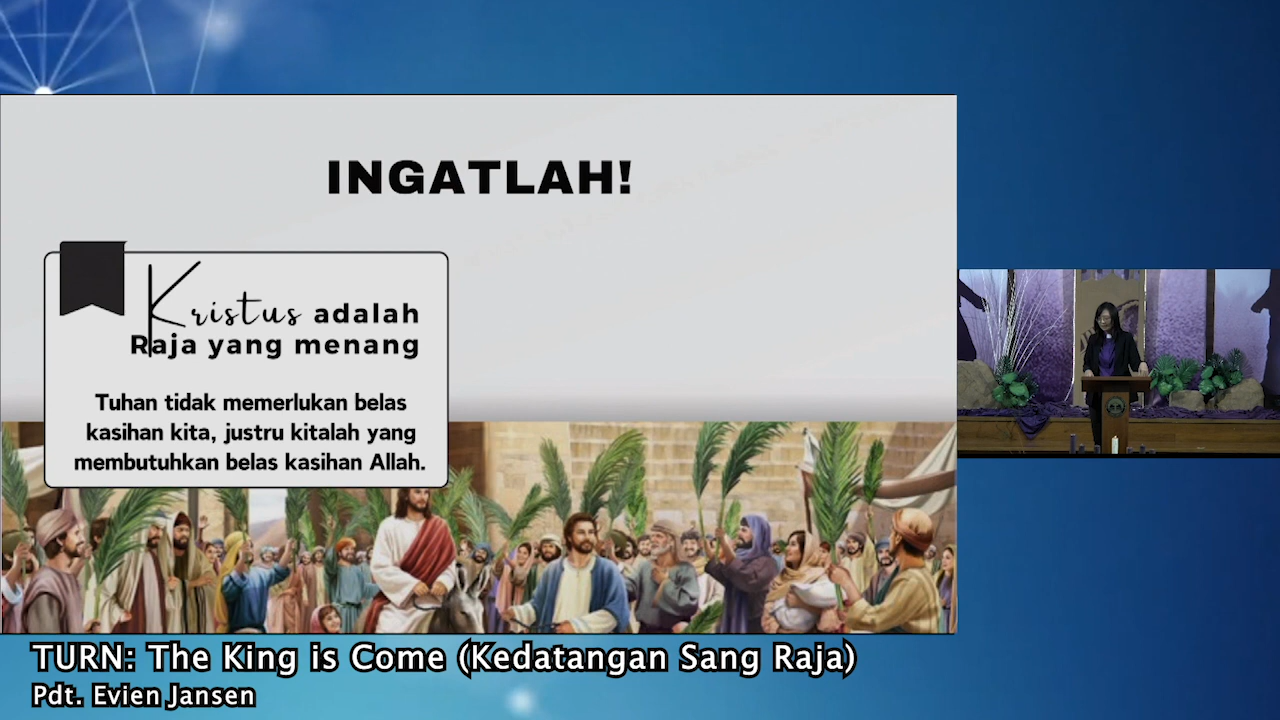 INGATLAH!
Kristus adalah
Raja yang menang
Tuhan tidak memerlukan belas
kasihan kita, justru kitalah yang
membutuhkan belas kasihan Allah.
TURN: The King is Come (Kedatangan Sang Raja)
Pdt. Evien Jansen